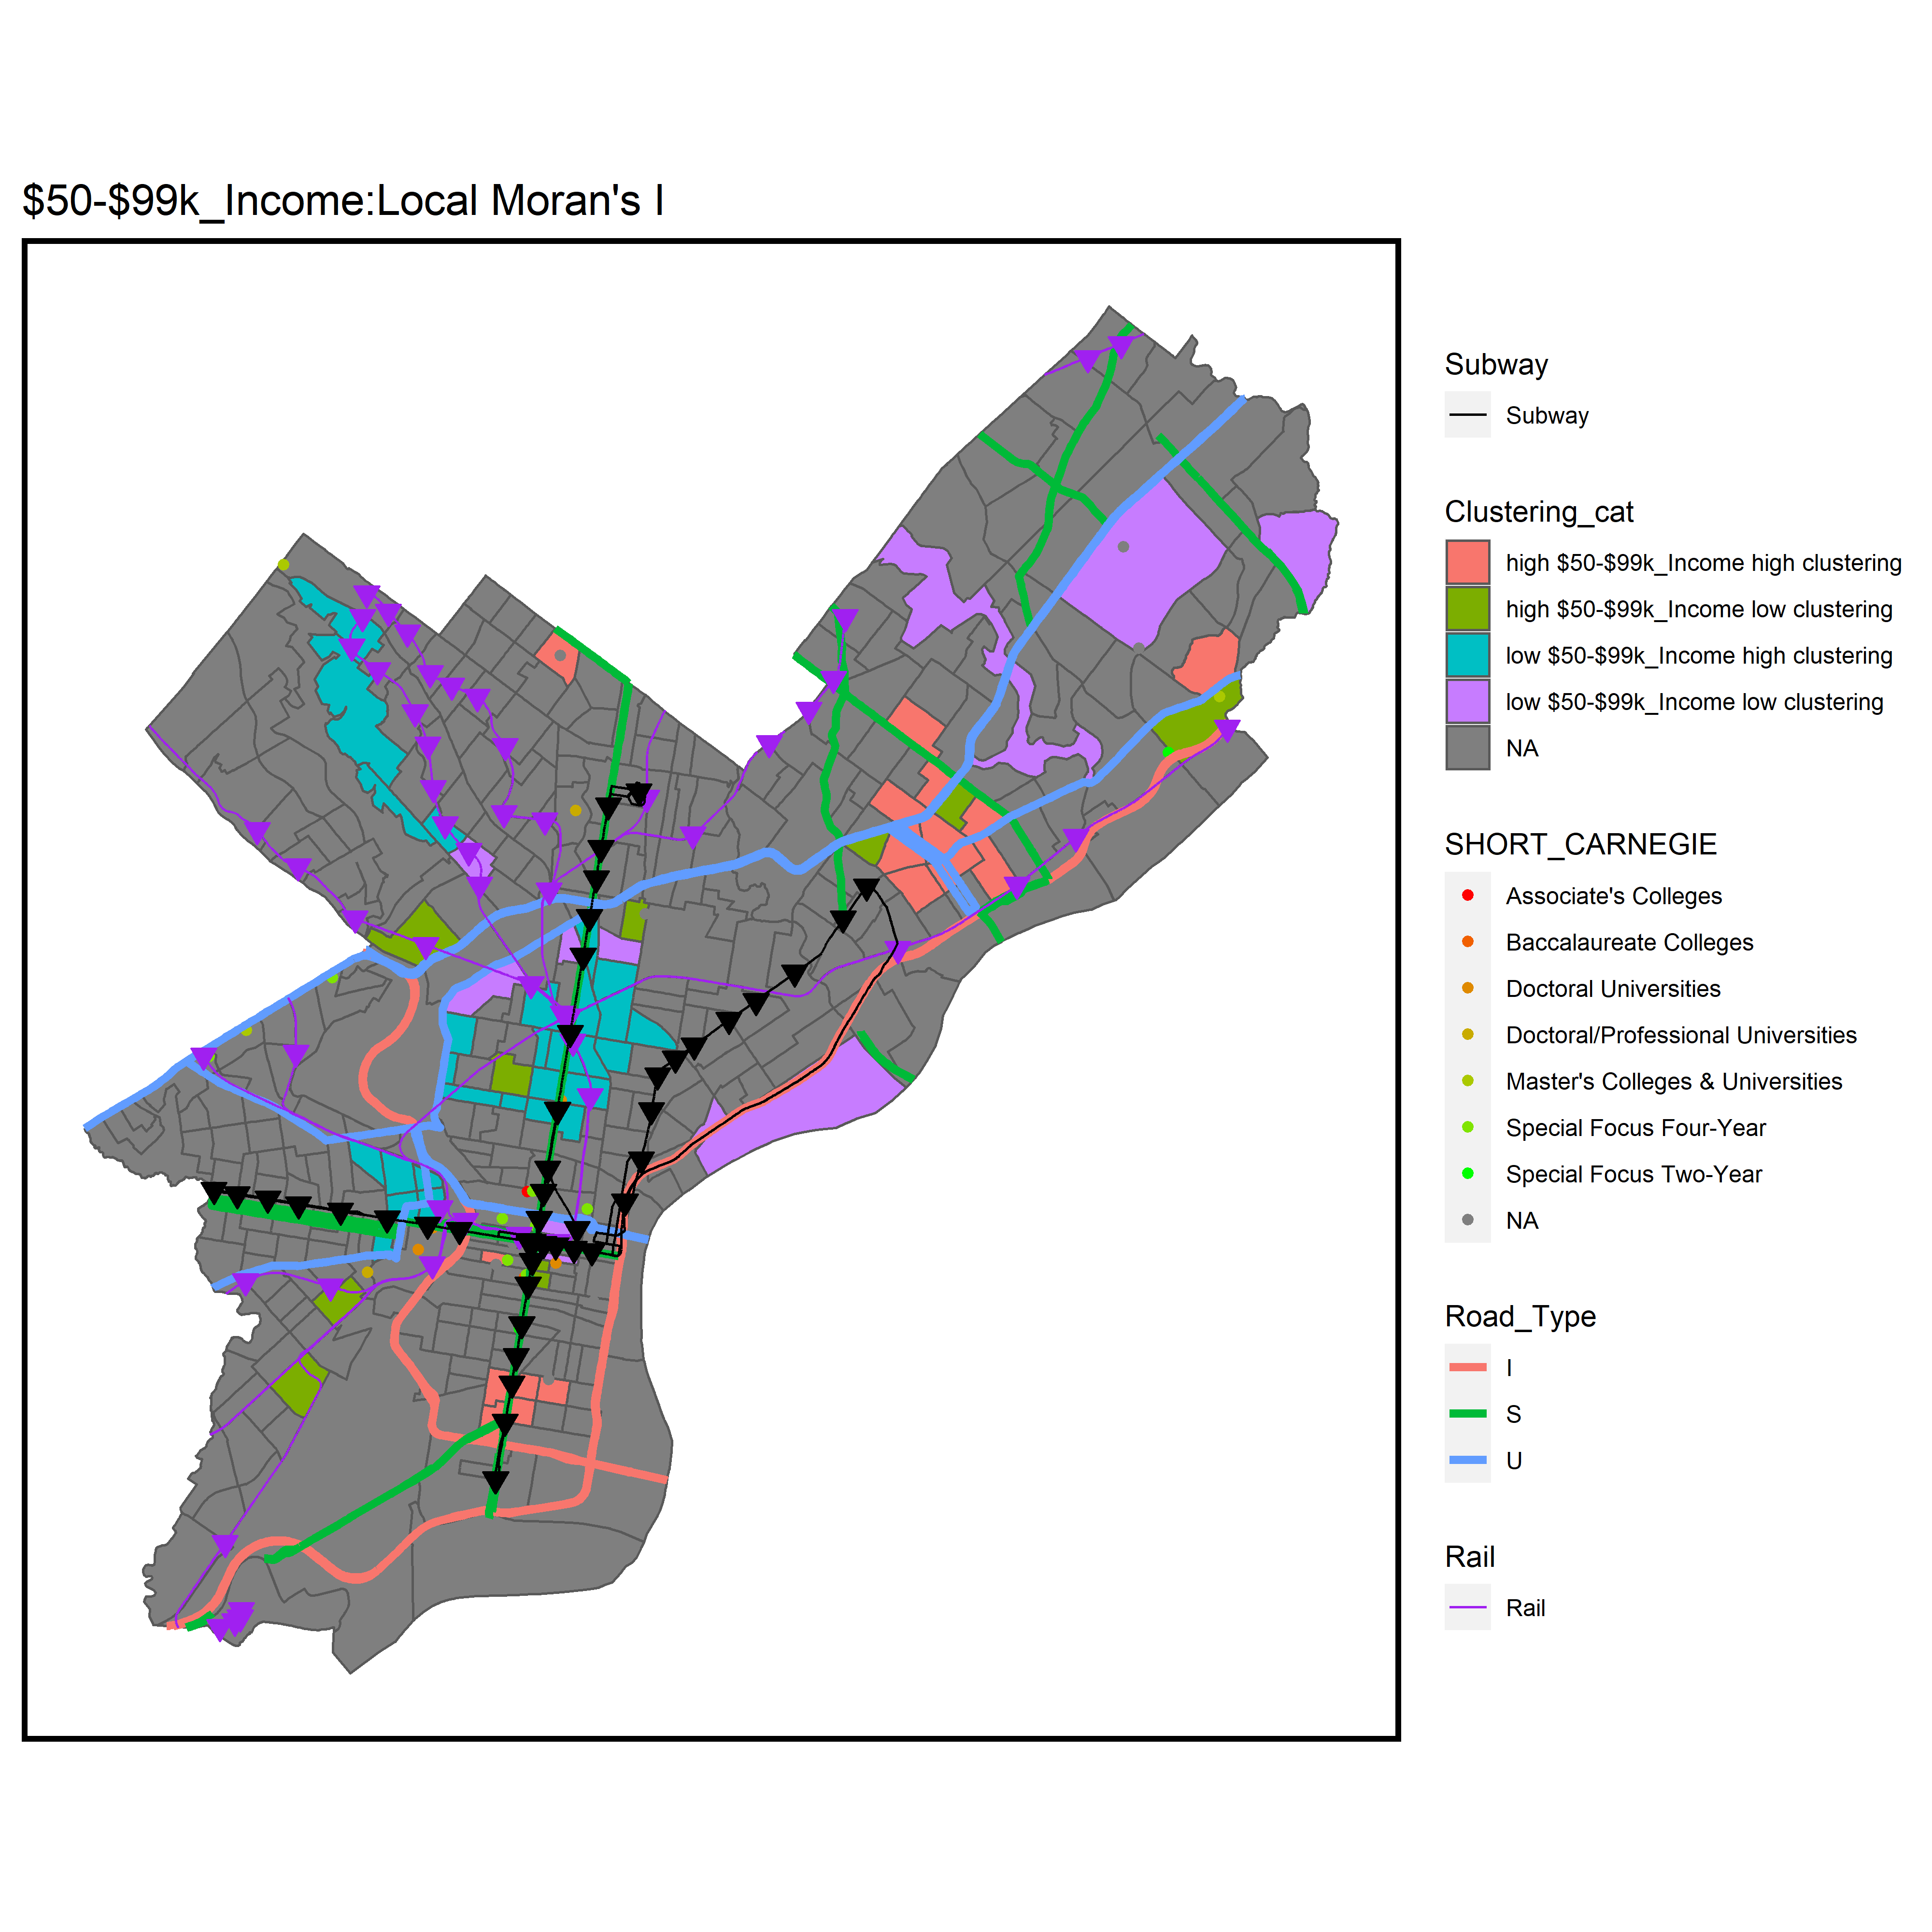 $50-$99k_Income:Local Moran's I
Subway
Subway
Clustering_cat
high $50-$99k_Income high clustering
high $50-$99k_Income low clustering
low $50-$99k_Income high clustering
low $50-$99k_Income low clustering
NA
SHORT_CARNEGIE
Associate's Colleges
Baccalaureate Colleges
Doctoral Universities
Doctoral/Professional Universities
Master's Colleges & Universities
Special Focus Four-Year
Special Focus Two-Year
NA
Road_Type
I
S
U
Rail
Rail